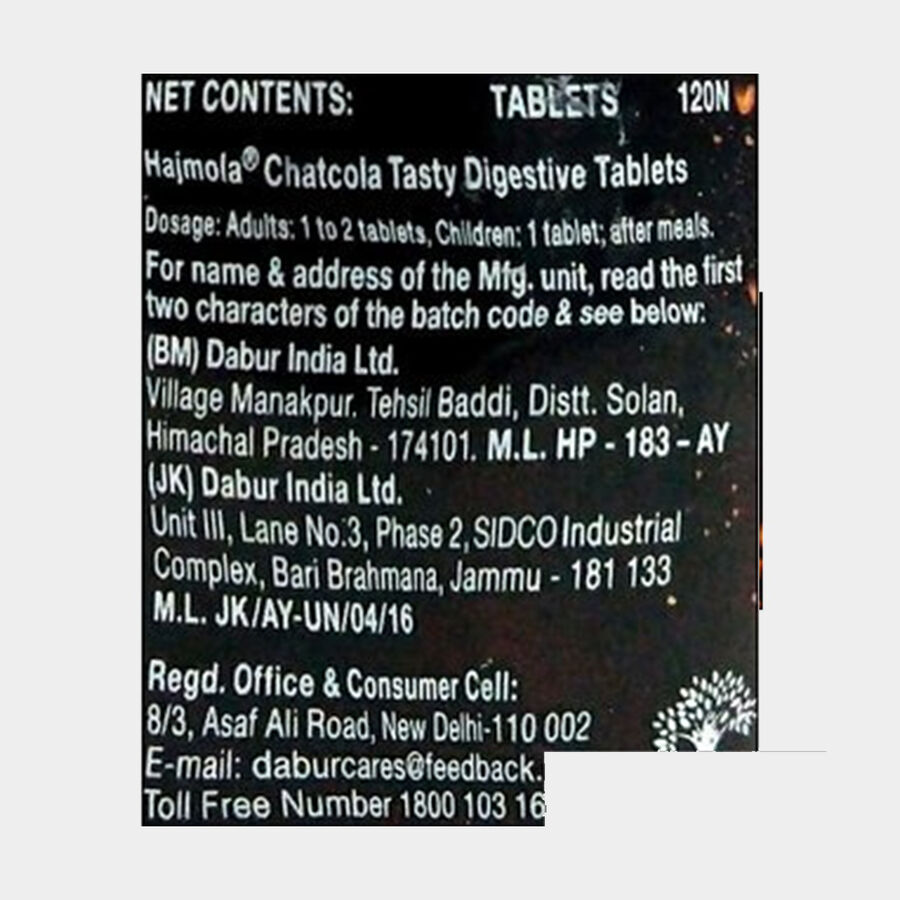 NET CONTENTS: TABLETS 120N
Hajmola® Chatcola Tasty Digestive Tablets
Dosage: Adults: 1 to 2 tablets, Children: 1 tablet; after meals.
For name & address of the Mfg. unit, read the first
two characters of the batch code & see below:
(BM) Dabur India Ltd.
Village Manakpur. Tehsil Baddi, Distt. Solan,
Himachal Pradesh - 174101. M.L. HP - 183 - AY
(JK) Dabur India Ltd.
Unit III, Lane No.3, Phase 2, SIDCO Industrial
Complex, Bari Brahmana, Jammu - 181 133
M.L. JK/AY-UN/04/16
Regd. Office & Consumer Cell:
8/3, Asaf Ali Road, New Delhi-110 002
E-mail: daburcares@feedback.
Toll Free Number 1800 103 16